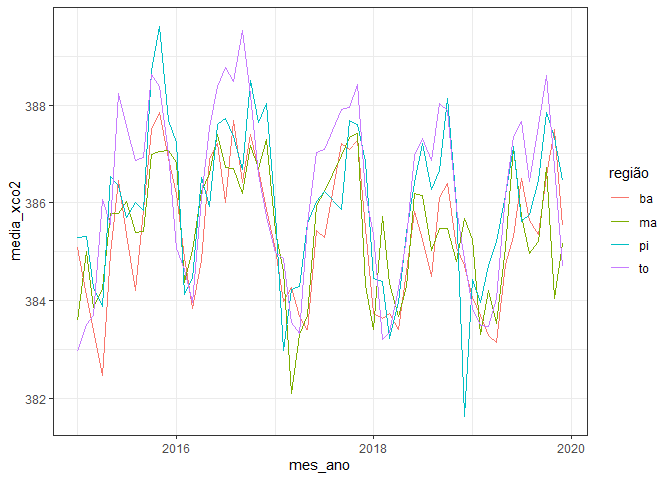 388
386
384
382
media_xco2
2016
2018
2020
mes_ano
região
ba
ma
pi
to